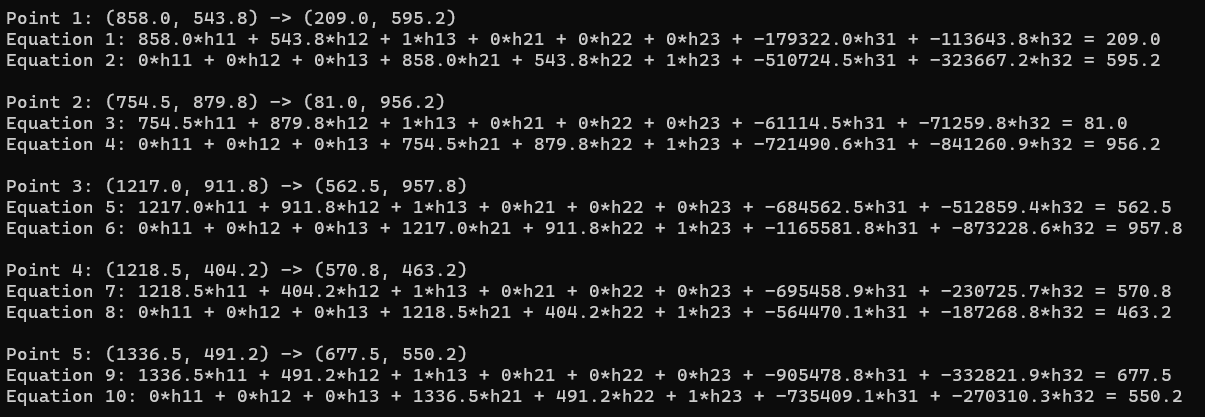 Point 1: (858.0, 543.8) -> (209.0, 595.2)
Equation 1: 858.0*h11 + 543.8*h12 + 1*h13 + 0*h21 + 0*h22 + 0*h23 + -179322.0*h31 + -113643.8*h32 = 209.0
Equation 2: 0*h11 + 0*h12 + 0*h13 + 858.0*h21 + 543.8*h22 + 1*h23 + -510724.5*h31 + -323667.2*h32 = 595.2
Point 2: (754.5, 879.8) -> (81.0, 956.2)
Equation 3: 754.5*h11 + 879.8*h12 + 1*h13 + 0*h21 + 0*h22 + 0*h23 + -61114.5*h31 + -71259.8*h32 = 81.0
Equation 4: 0*h11 + 0*h12 + 0*h13 + 754.5*h21 + 879.8*h22 + 1*h23 + -721490.6*h31 + -841260.9*h32 = 956.2
Point 3: (1217.0, 911.8) -> (562.5, 957.8)
Equation 5: 1217.0*h11 + 911.8*h12 + 1*h13 + 0*h21 + 0*h22 + 0*h23 + -684562.5*h31 + -512859.4*h32 = 562.5
Equation 6: 0*h11 + 0*h12 + 0*h13 + 1217.0*h21 + 911.8*h22 + 1*h23 + -1165581.8*h31 + -873228.6*h32 = 957.8
Point 4: (1218.5, 404.2) -> (570.8, 463.2)
Equation 7: 1218.5*h11 + 404.2*h12 + 1*h13 + 0*h21 + 0*h22 + 0*h23 + -695458.9*h31 + -230725.7*h32 = 570.8
Equation 8: 0*h11 + 0*h12 + 0*h13 + 1218.5*h21 + 404.2*h22 + 1*h23 + -564470.1*h31 + -187268.8*h32 = 463.2
Point 5: (1336.5, 491.2) -> (677.5, 550.2)
Equation 9: 1336.5*h11 + 491.2*h12 + 1*h13 + 0*h21 + 0*h22 + 0*h23 + -905478.8*h31 + -332821.9*h32 = 677.5
Equation 10: 0*h11 + 0*h12 + 0*h13 + 1336.5*h21 + 491.2*h22 + 1*h23 + -735409.1*h31 + -270310.3*h32 = 550.2